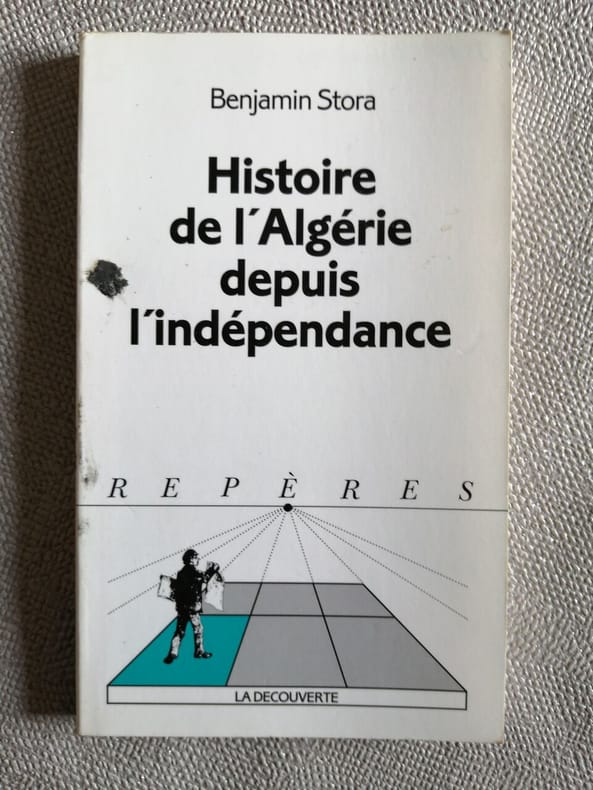 Benjamin Stora
Histoire
de l´Algérie
depuis
l´indépendance
REPÈRES
LA DECOUVERTE